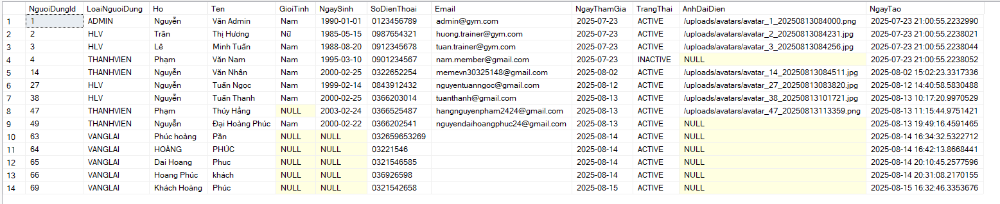 NguoiDungId LoaiNguoiDung Ho Ten GioiTinh NgaySinh SoDienThoai Email NgayThamGia TrangThai AnhDaiDien NgayTao
1 1 ADMIN Nguyễn Văn Admin Nam 1990-01-01 0123456789 admin@gym.com 2025-07-23 ACTIVE /uploads/avatars/avatar_1_20250813084000.png 2025-07-23 21:00:55.2232990
2 2 HLV Trần Thị Hương Nữ 1985-05-15 0987654321 huong.trainer@gym.com 2025-07-23 ACTIVE /uploads/avatars/avatar_2_20250813084231.jpg 2025-07-23 21:00:55.2238021
3 3 HLV Lê Minh Tuấn Nam 1988-08-20 0912345678 tuan.trainer@gym.com 2025-07-23 ACTIVE /uploads/avatars/avatar_3_20250813084256.jpg 2025-07-23 21:00:55.2238044
4 4 THANHVIEN Phạm Văn Nam Nam 1995-03-10 0901234567 nam.member@gmail.com 2025-07-23 INACTIVE NULL 2025-07-23 21:00:55.2238052
5 14 THANHVIEN Nguyễn Văn Nhân Nam 2000-02-25 0322652254 memevn30325148@gmail.com 2025-08-02 ACTIVE /uploads/avatars/avatar_14_20250813084511.jpg 2025-08-02 15:02:23.3317336
6 27 HLV Nguyễn Tuấn Ngọc Nam 1999-02-14 0843912432 nguyentuanngoc@gmail.com 2025-08-12 ACTIVE /uploads/avatars/avatar_27_20250813083820.jpg 2025-08-12 14:40:58.5830488
7 38 HLV Nguyễn Tuấn Thanh Nam 2000-02-25 0366203014 tuanthanh@gmail.com 2025-08-13 ACTIVE /uploads/avatars/avatar_38_20250813101721.jpg 2025-08-13 10:17:20.9970529
8 47 THANHVIEN Phạm Thúy Hằng NULL 2003-02-24 0366525487 hangnguyenpham2424@gmail.com 2025-08-13 ACTIVE /uploads/avatars/avatar_47_20250813113359.png 2025-08-13 11:15:44.9751421
9 49 THANHVIEN Nguyễn Đại Hoàng Phúc Nam 2000-02-22 0366202541 nguyendaihoangphuc24@gmail.com 2025-08-13 ACTIVE NULL 2025-08-13 19:49:16.4591465
10 63 VANGLAI Phúc hoàng Pần NULL NULL 032659653269 2025-08-14 ACTIVE NULL 2025-08-14 16:34:32.5322712
11 64 VANGLAI HOÀNG PHÚC NULL NULL 03221546 2025-08-14 ACTIVE NULL 2025-08-14 16:42:13.8668441
12 65 VANGLAI Dai Hoang Phuc NULL NULL 0321546585 2025-08-14 ACTIVE NULL 2025-08-14 20:10:45.2577596
13 66 VANGLAI Hoang Phúc khách NULL NULL 036926598 2025-08-14 ACTIVE NULL 2025-08-14 20:31:08.2170155
14 69 VANGLAI Khách Hoàng Phúc NULL NULL 0321542658 2025-08-15 ACTIVE NULL 2025-08-15 16:32:46.3353676